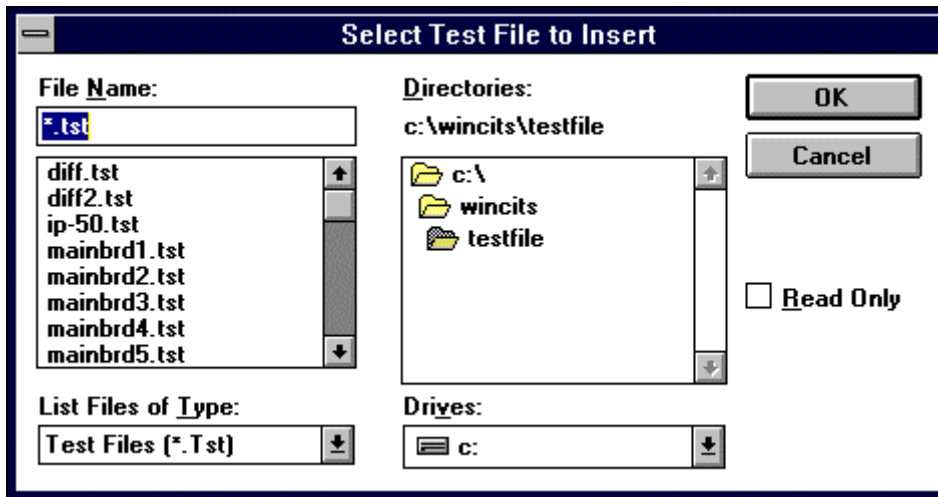 Select Test File to Insert
File Name:
*.tst
diff.tst
diff2.tst
ip-50.tst
mainbrd1.tst
mainbrd2.tst
mainbrd3.tst
mainbrd4.tst
mainbrd5.tst
List Files of Type:
Test Files (*.Tst)
Directories:
c:\wincits\testfile
c:\
wincits
testfile
Drives:
c:
OK
Cancel
Read Only